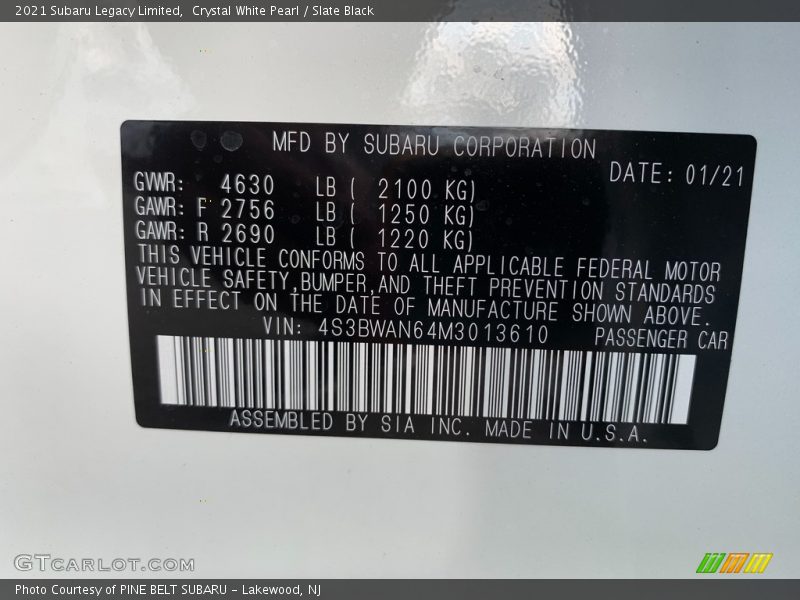 2021 Subaru Legacy Limited, Crystal White Pearl / Slate Black
MFD BY SUBARU CORPORATION
DATE: 01/21
GWR: 4630 LB ( 2100 KG)
GAWR: F 2756 LB ( 1250 KG)
GAWR: R 2690 LB ( 1220 KG)
THIS VEHICLE CONFORMS TO ALL APPLICABLE FEDERAL MOTOR
VEHICLE SAFETY,BUMPER,AND THEFT PREVENTION STANDARDS
IN EFFECT ON THE DATE OF MANUFACTURE SHOWN ABOVE.
VIN: 4S3BWAN64M3013610 PASSENGER CAR
ASSEMBLED BY SIA INC. MADE IN U.S.A.
GTCARLOT.COM
Photo Courtesy of PINE BELT SUBARU - Lakewood, NJ